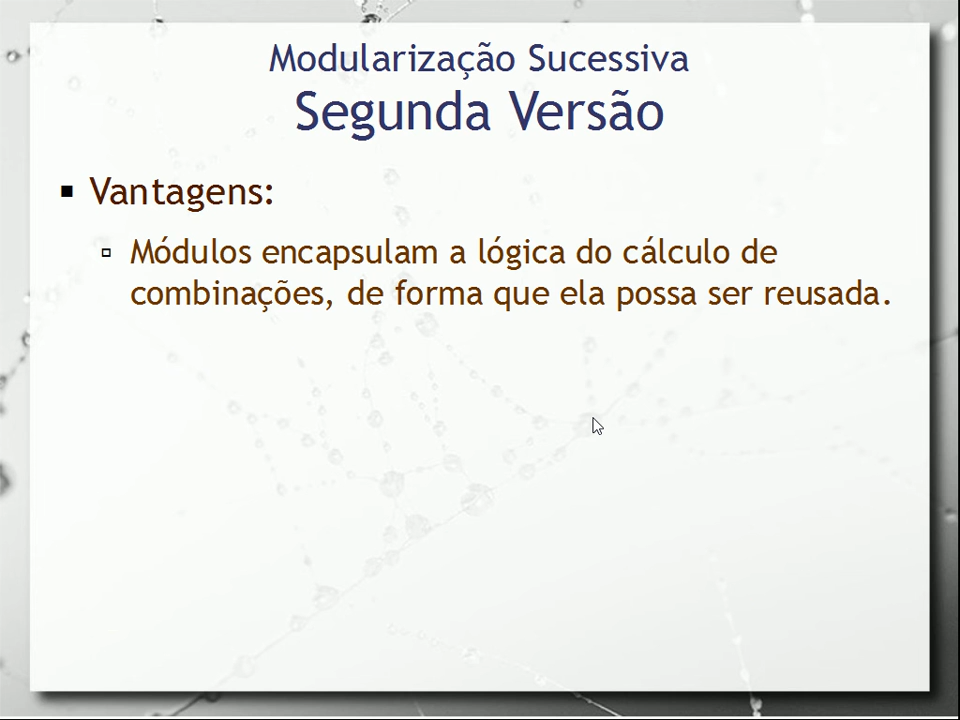 Modularização Sucessiva
Segunda Versão
Vantagens:
Módulos encapsulam a lógica do cálculo de
combinações, de forma que ela possa ser reusada.